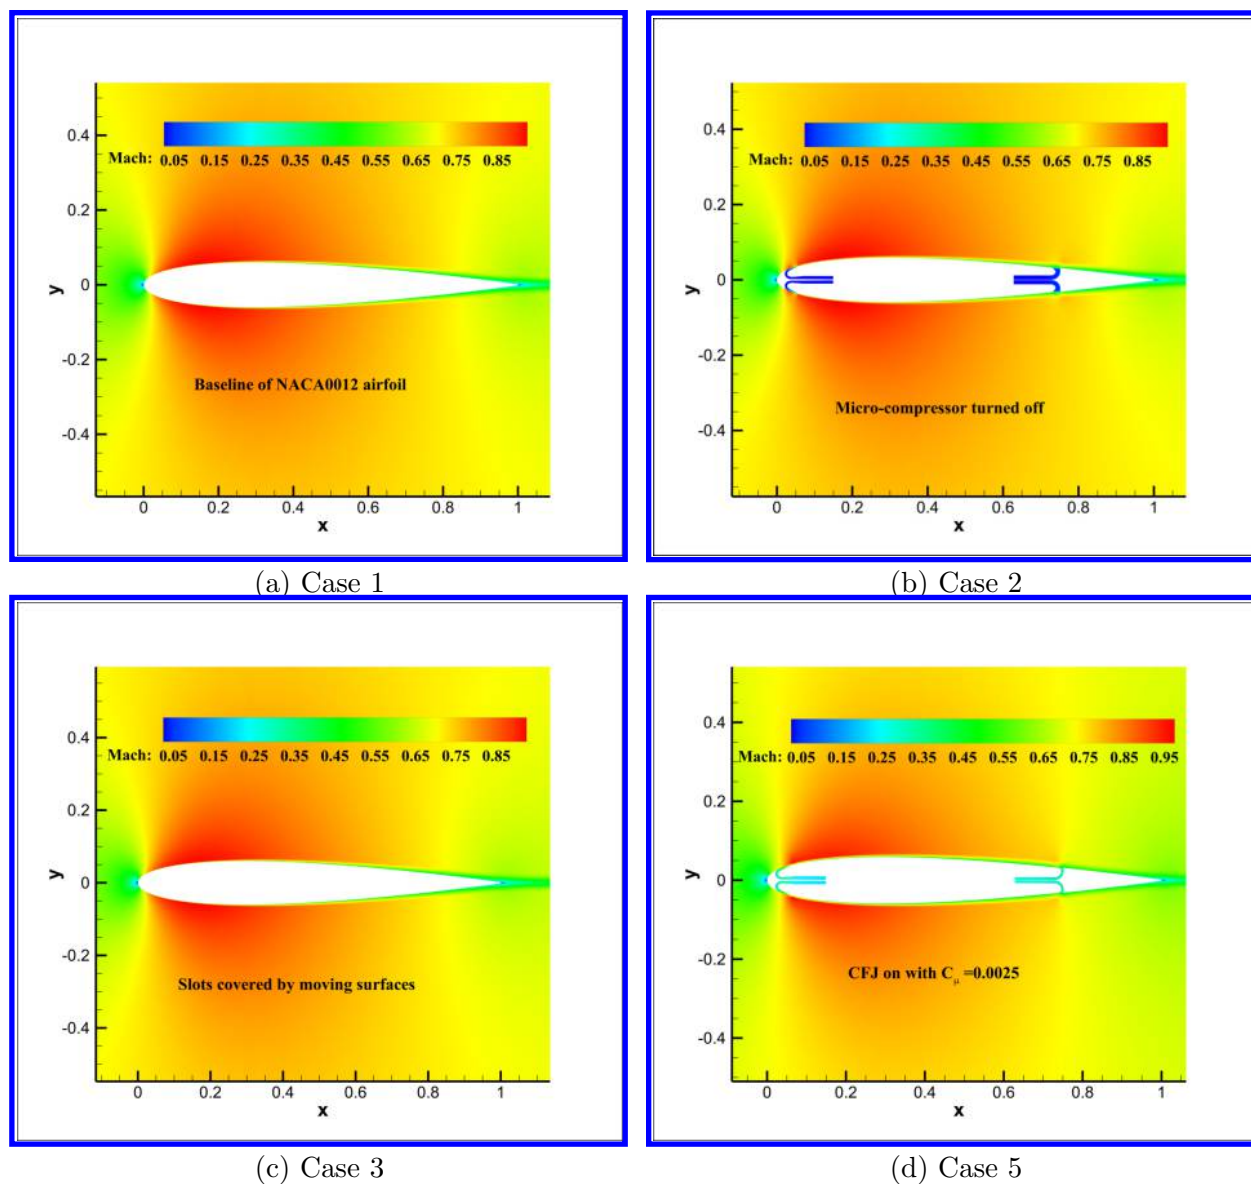 Mach: 0.05 0.15 0.25 0.35 0.45 0.55 0.65 0.75 0.85
0.4
0.2
0
-0.2
-0.4
y
Baseline of NACA0012 airfoil
0 0.2 0.4 0.6 0.8 1
x
(a) Case 1
Mach: 0.05 0.15 0.25 0.35 0.45 0.55 0.65 0.75 0.85
0.4
0.2
0
-0.2
-0.4
y
Micro-compressor turned off
0 0.2 0.4 0.6 0.8 1
x
(b) Case 2
Mach: 0.05 0.15 0.25 0.35 0.45 0.55 0.65 0.75 0.85
0.4
0.2
0
-0.2
-0.4
y
Slots covered by moving surfaces
0 0.2 0.4 0.6 0.8 1
x
(c) Case 3
Mach: 0.05 0.15 0.25 0.35 0.45 0.55 0.65 0.75 0.85 0.95
0.4
0.2
0
-0.2
-0.4
y
CFJ on with Cμ =0.0025
0 0.2 0.4 0.6 0.8 1
x
(d) Case 5